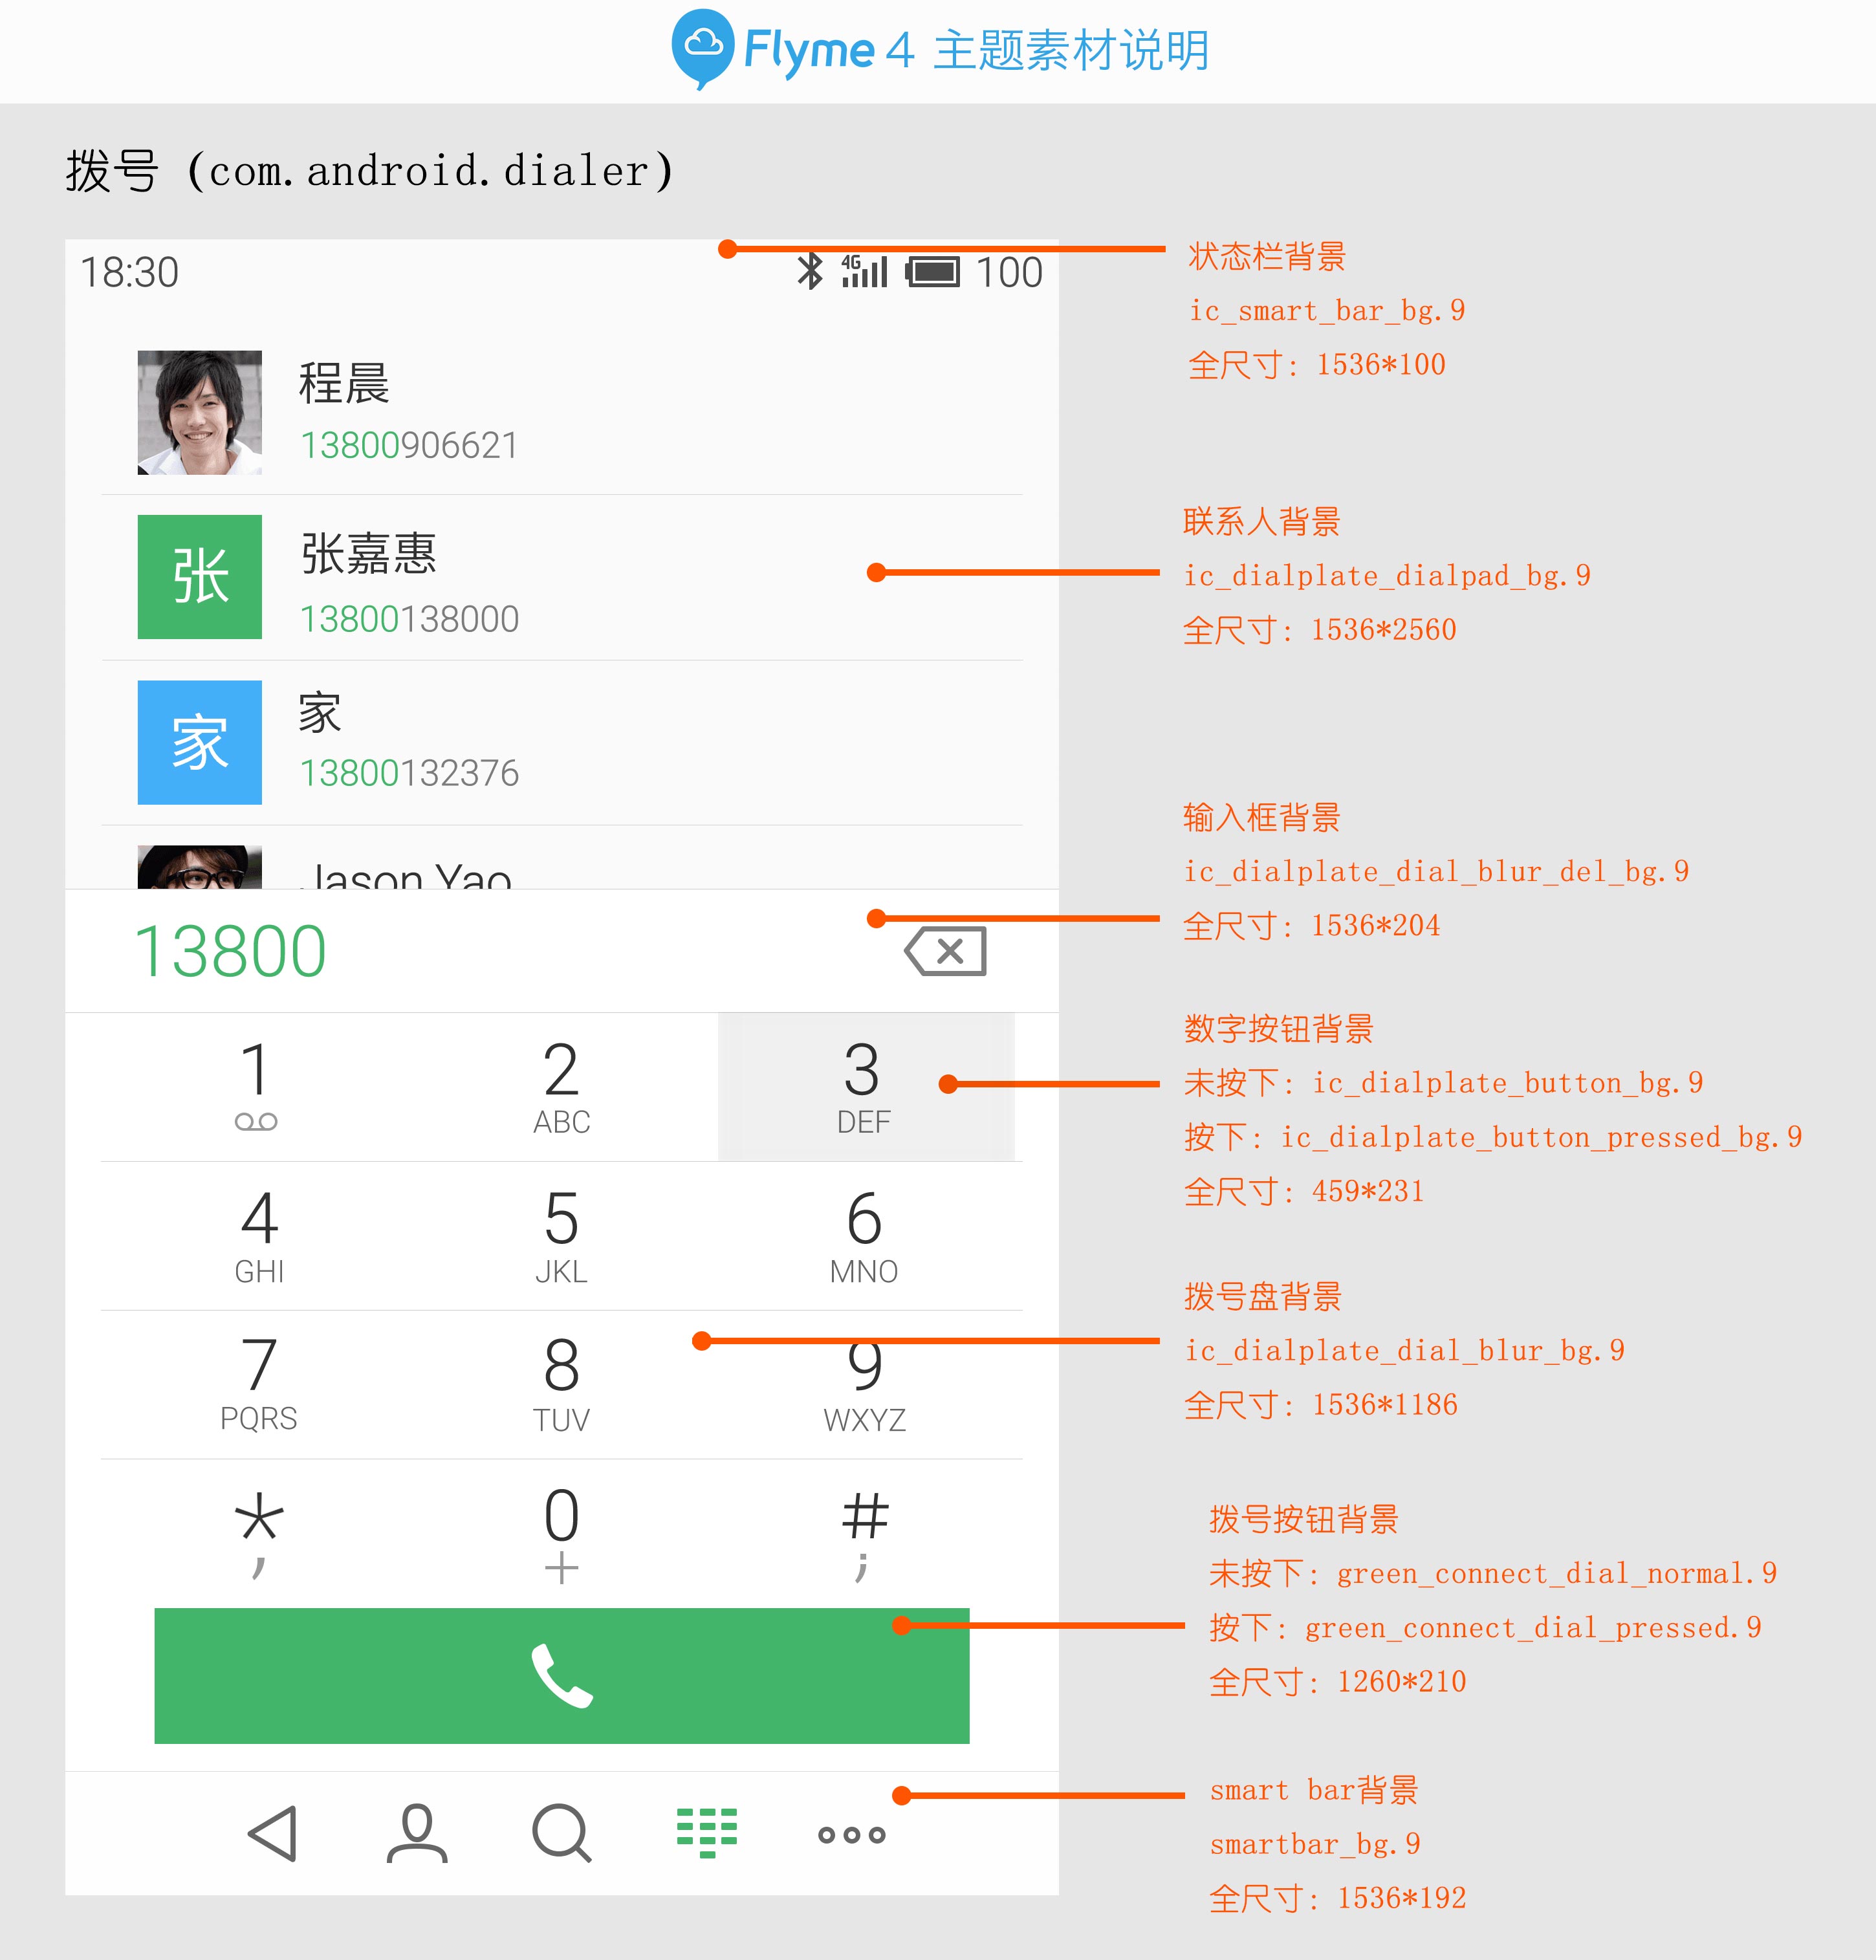 Flyme 4 主题素材说明
拨号 (com.android.dialer)
18:30 4G 100
程晨
13800906621
张
张嘉惠
13800138000
家
家
13800132376
Jason Yao
13800
1 2 3
ABC DEF
4 5 6
GHI JKL MNO
7 8 9
PQRS TUV WXYZ
* 0 #
, + ;
状态栏背景
ic_smart_bar_bg.9
全尺寸: 1536*100
联系人背景
ic_dialplate_dialpad_bg.9
全尺寸: 1536*2560
输入框背景
ic_dialplate_dial_blur_del_bg.9
全尺寸: 1536*204
数字按钮背景
未按下: ic_dialplate_button_bg.9
按下: ic_dialplate_button_pressed_bg.9
全尺寸: 459*231
拨号盘背景
ic_dialplate_dial_blur_bg.9
全尺寸: 1536*1186
拨号按钮背景
未按下: green_connect_dial_normal.9
按下: green_connect_dial_pressed.9
全尺寸: 1260*210
smart bar背景
smartbar_bg.9
全尺寸: 1536*192